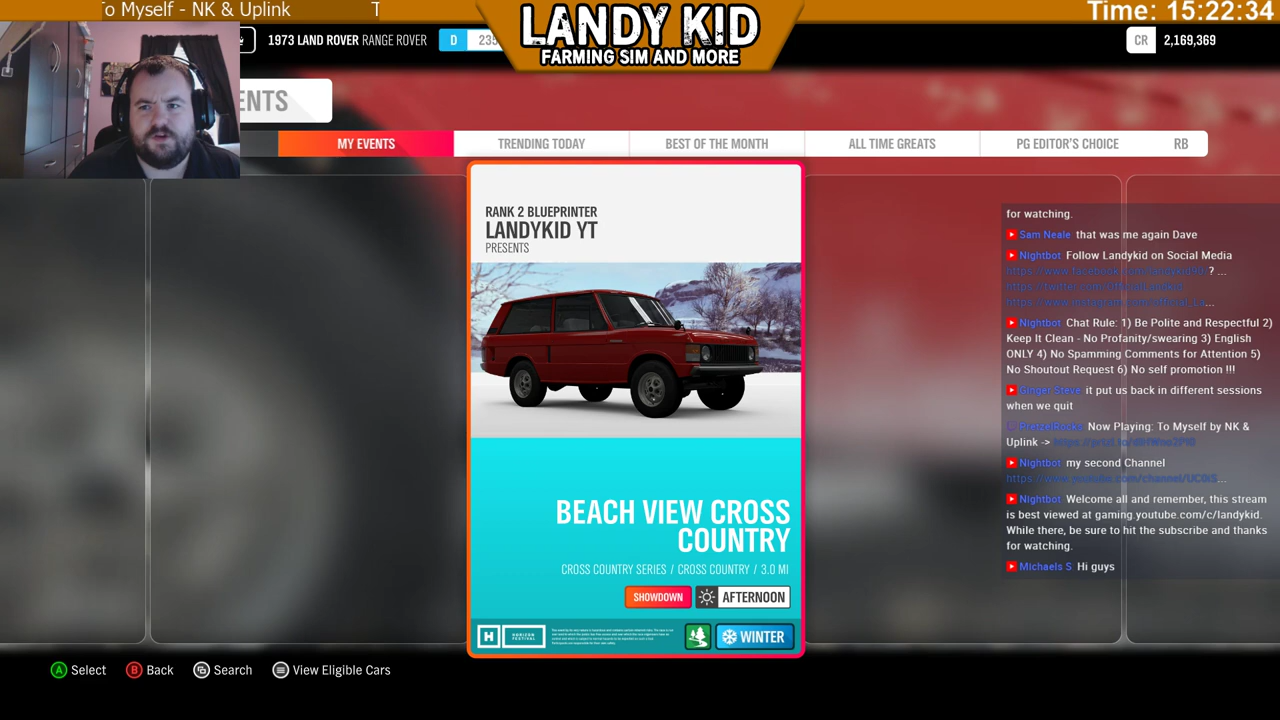 To Myself - NK & Uplink T
LANDY KID
FARMING SIM AND MORE
Time: 15:22:34
1973 LAND ROVER RANGE ROVER D 235
CR 2,169,369
ENTS
MY EVENTS TRENDING TODAY BEST OF THE MONTH ALL TIME GREATS PG EDITOR'S CHOICE RB
RANK 2 BLUEPRINTER
LANDYKID YT
PRESENTS
BEACH VIEW CROSS
COUNTRY
CROSS COUNTRY SERIES / CROSS COUNTRY / 3.0 MI
SHOWDOWN AFTERNOON
H HORIZON
FESTIVAL
WINTER
for watching.
Sam Neale that was me again Dave
Nightbot Follow Landykid on Social Media
? ...
Nightbot Chat Rule: 1) Be Polite and Respectful 2)
Keep It Clean - No Profanity/swearing 3) English
ONLY 4) No Spamming Comments for Attention 5)
No Shoutout Request 6) No self promotion !!!
Ginger Steve it put us back in different sessions
when we quit
PretzelRocks Now Playing: To Myself by NK &
Uplink ->
Nightbot my second Channel
Nightbot Welcome all and remember, this stream
is best viewed at gaming.youtube.com/c/landykid.
While there, be sure to hit the subscribe and thanks
for watching.
Michaels S Hi guys
A Select B Back Search View Eligible Cars